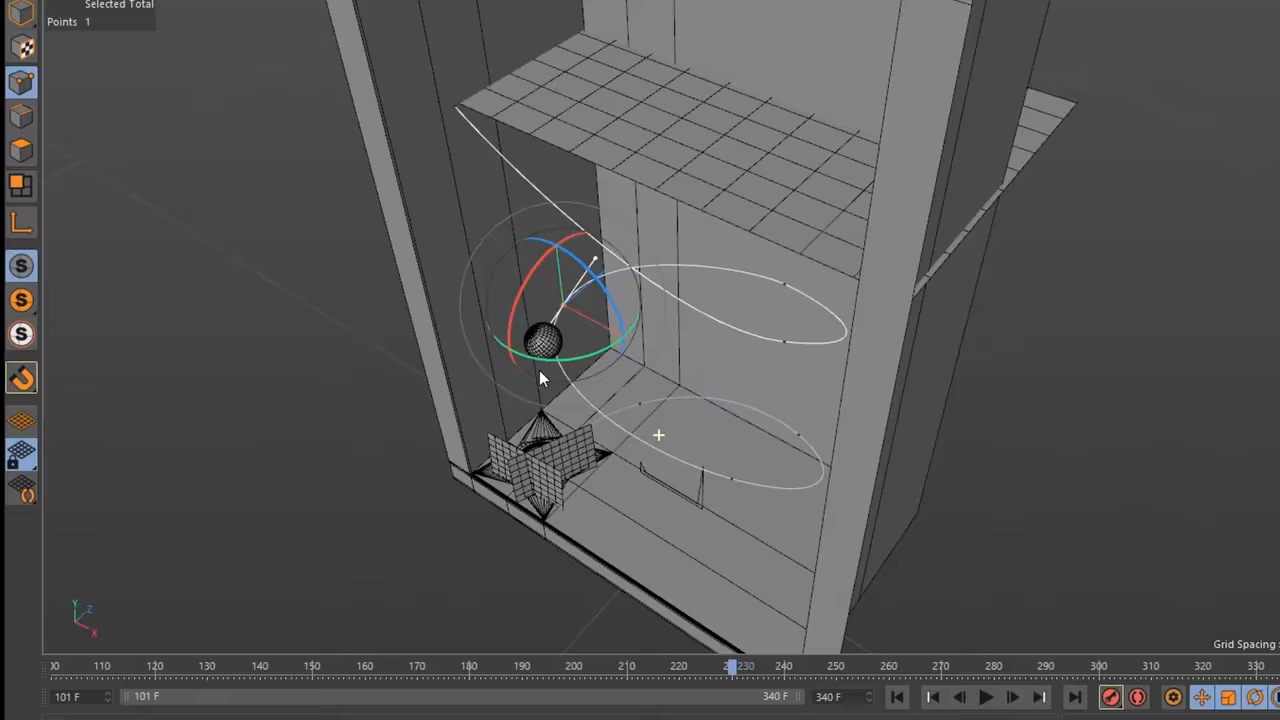 Selected Total
Points 1
S
S
S
Y
Z
X
Grid Spacing
00 110 120 130 140 150 160 170 180 190 200 210 220 230 240 250 260 270 280 290 300 310 320 330
101 F 101 F 340 F 340 F